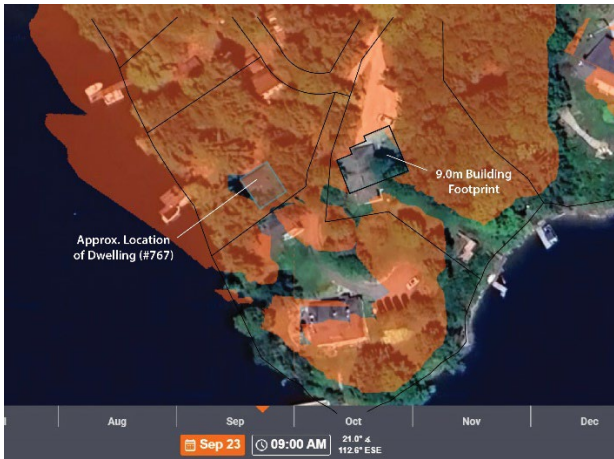 9.0m Building
Footprint
Approx. Location
of Dwelling (#767)
Aug
Sep
Oct
Nov
Dec
Sep 23
09:00 AM
21.0° ∡
112.6° ESE